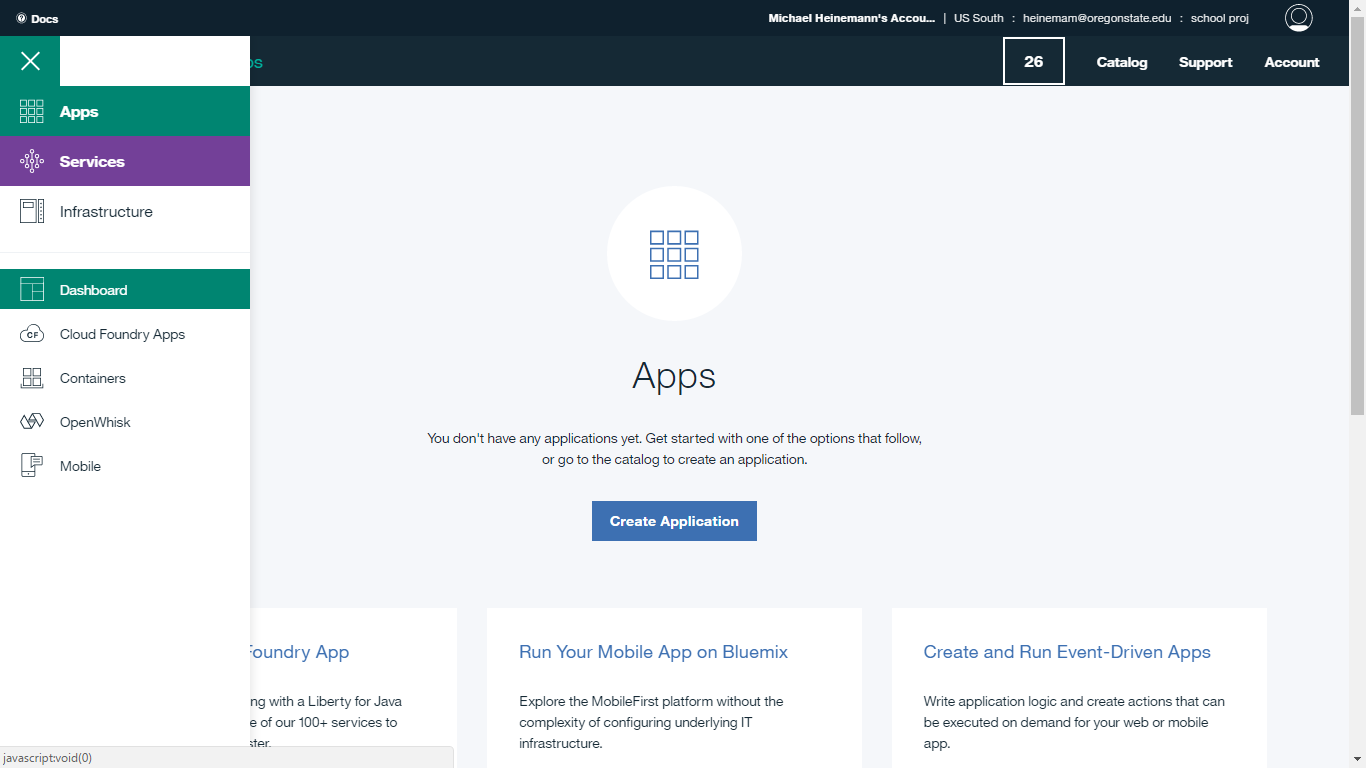 Docs
Michael Heinemann's Accou... | US South : heinemam@oregonstate.edu : school proj
26 Catalog Support Account
Apps
Services
Infrastructure
Dashboard
Cloud Foundry Apps
CF
Containers
OpenWhisk
Mobile
Apps
You don't have any applications yet. Get started with one of the options that follow,
or go to the catalog to create an application.
Create Application
Foundry App
ng with a Liberty for Java
e of our 100+ services to
ster.
Run Your Mobile App on Bluemix
Explore the MobileFirst platform without the
complexity of configuring underlying IT
infrastructure.
Create and Run Event-Driven Apps
Write application logic and create actions that can
be executed on demand for your web or mobile
app.
javascript:void(0)